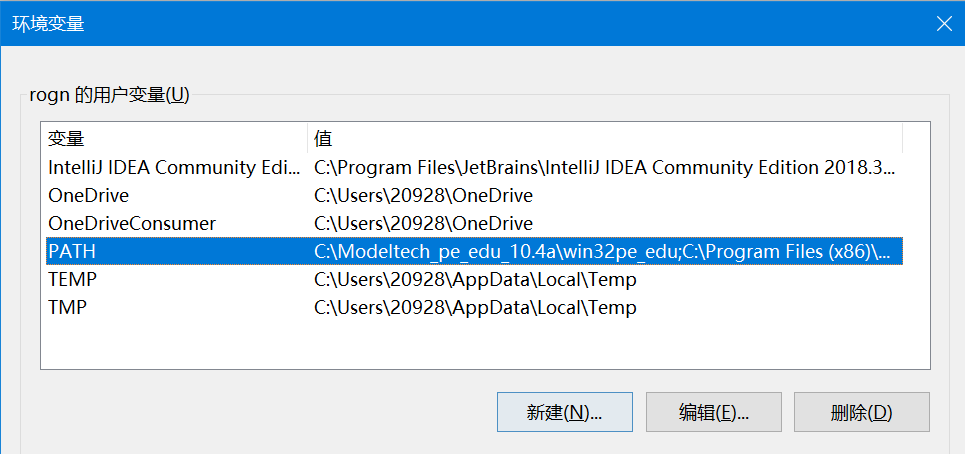 环境变量
rogn 的用户变量(U)
变量 值
IntelliJ IDEA Community Edi... C:\Program Files\JetBrains\IntelliJ IDEA Community Edition 2018.3...
OneDrive C:\Users\20928\OneDrive
OneDriveConsumer C:\Users\20928\OneDrive
PATH C:\Modeltech_pe_edu_10.4a\win32pe_edu;C:\Program Files (x86)\...
TEMP C:\Users\20928\AppData\Local\Temp
TMP C:\Users\20928\AppData\Local\Temp
新建(N)... 编辑(E)... 删除(D)